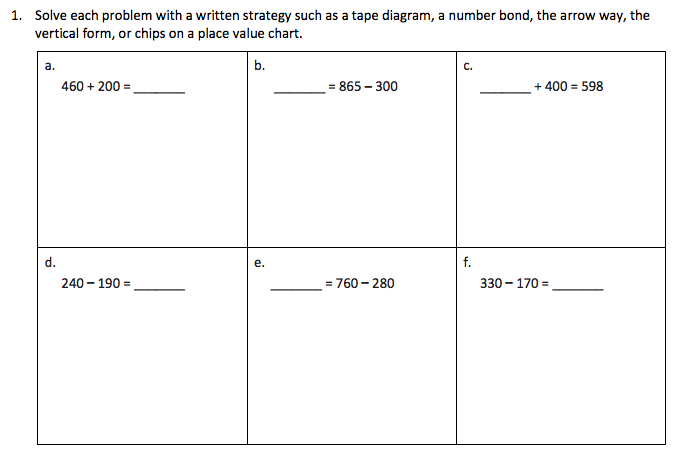 1. Solve each problem with a written strategy such as a tape diagram, a number bond, the arrow way, the
vertical form, or chips on a place value chart.
a.
460 + 200 = _______
b.
_______ = 865 – 300
c.
_______ + 400 = 598
d.
240 – 190 = _______
e.
_______ = 760 – 280
f.
330 – 170 = _______